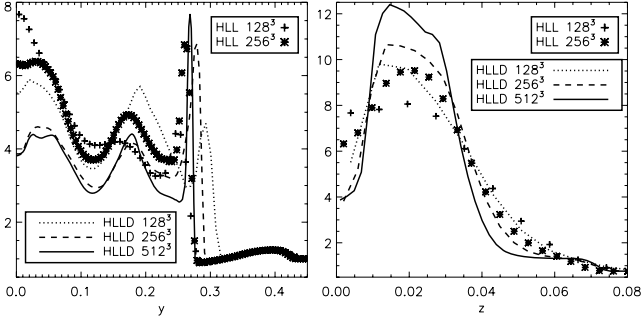 8
6
4
2
0.0 0.1 0.2 0.3 0.4
y
HLL 128³ +
HLL 256³ ✱
HLLD 128³
HLLD 256³
HLLD 512³
12
10
8
6
4
2
0.00 0.02 0.04 0.06 0.08
z
HLL 128³ +
HLL 256³ ✱
HLLD 128³
HLLD 256³
HLLD 512³